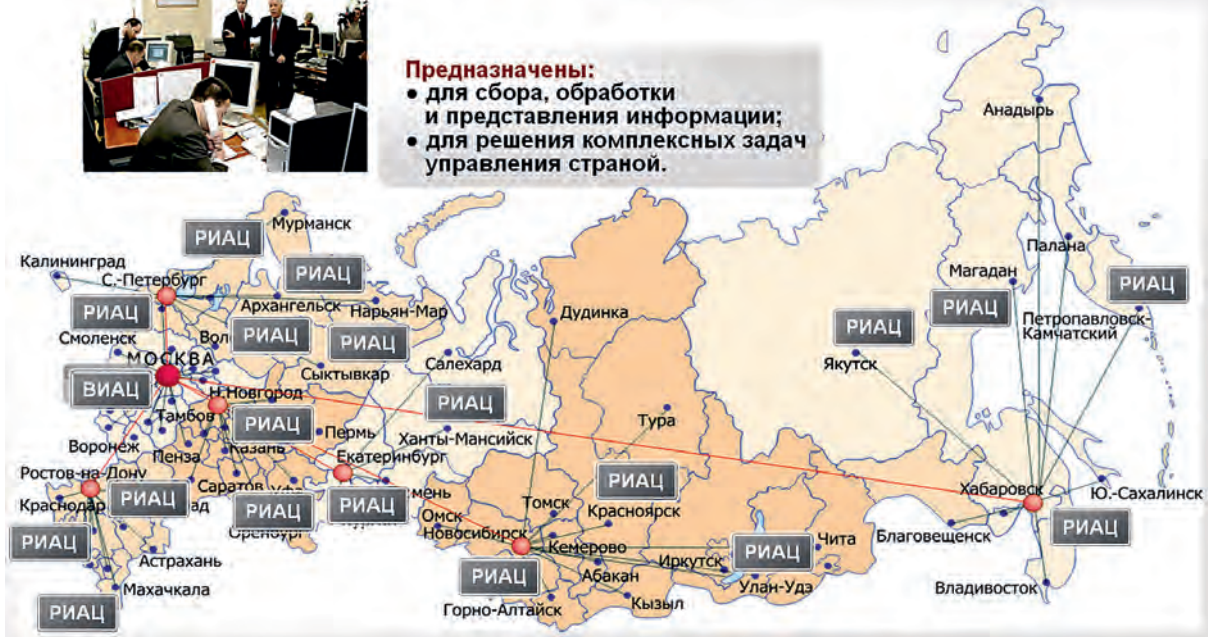 Предназначены:
• для сбора, обработки
и представления информации;
• для решения комплексных задач
управления страной.
Анадырь
Мурманск
РИАЦ
Палана
Калининград
С.-Петербург
РИАЦ
Магадан
РИАЦ
Архангельск
Нарьян-Мар
РИАЦ
РИАЦ
Дудинка
Петропавловск-
Камчатский
Смоленск
РИАЦ
РИАЦ
РИАЦ
МОСКВА
Салехард
Якутск
Сыктывкар
ВИАЦ
Н.Новгород
РИАЦ
Тамбов
РИАЦ
Тура
Пермь
Ханты-Мансийск
Воронеж
Пенза
Казань
Екатеринбург
Ростов-на-Дону
Саратов
РИАЦ
Хабаровск
Ю.-Сахалинск
Краснодар
РИАЦ
РИАЦ
РИАЦ
Томск
Красноярск
Омск
Новосибирск
РИАЦ
Оренбург
Благовещенск
РИАЦ
Кемерово
Чита
Астрахань
Иркутск
РИАЦ
РИАЦ
Абакан
Улан-Удэ
Махачкала
Владивосток
РИАЦ
Горно-Алтайск
Кызыл